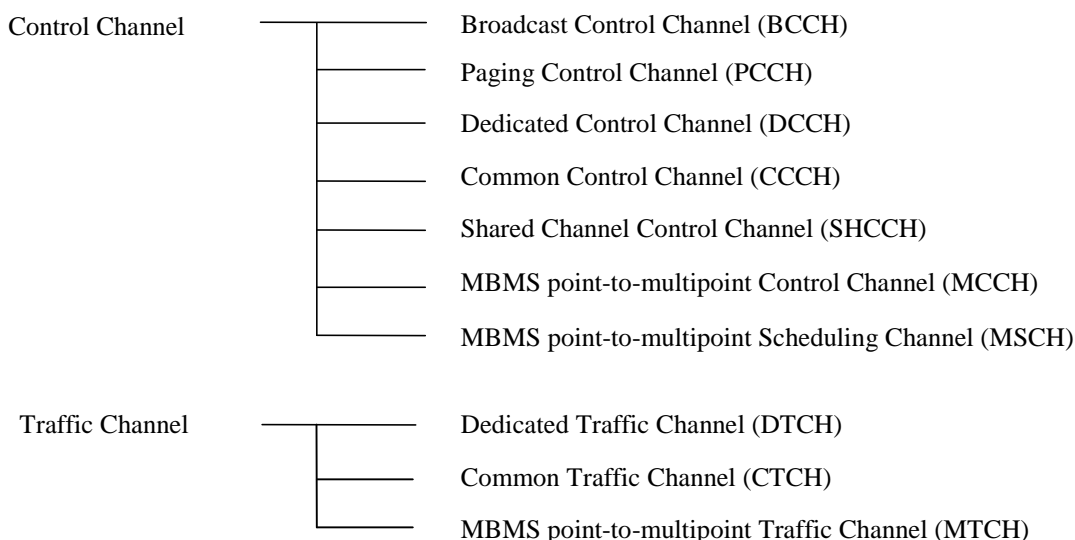 Control Channel
Broadcast Control Channel (BCCH)
Paging Control Channel (PCCH)
Dedicated Control Channel (DCCH)
Common Control Channel (CCCH)
Shared Channel Control Channel (SHCCH)
MBMS point-to-multipoint Control Channel (MCCH)
MBMS point-to-multipoint Scheduling Channel (MSCH)
Traffic Channel
Dedicated Traffic Channel (DTCH)
Common Traffic Channel (CTCH)
MBMS point-to-multipoint Traffic Channel (MTCH)